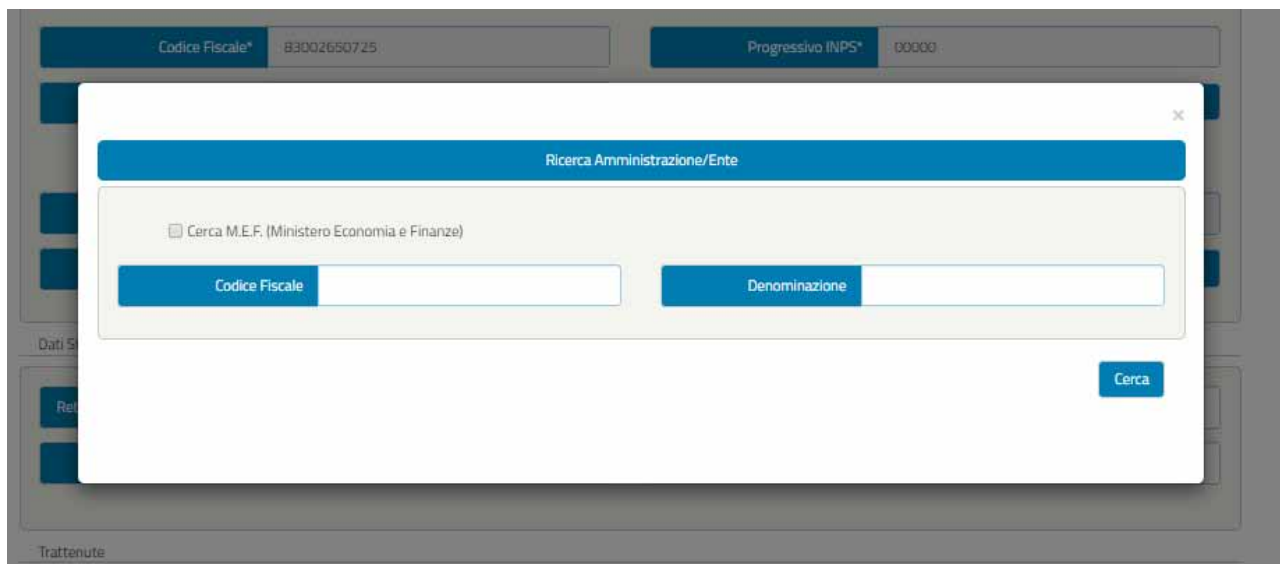 Codice Fiscale* 83002650725 Progressivo INPS* 00000
×
Ricerca Amministrazione/Ente
Cerca M.E.F. (Ministero Economia e Finanze)
Codice Fiscale Denominazione
Dati
Cerca
Ret
Trattenute